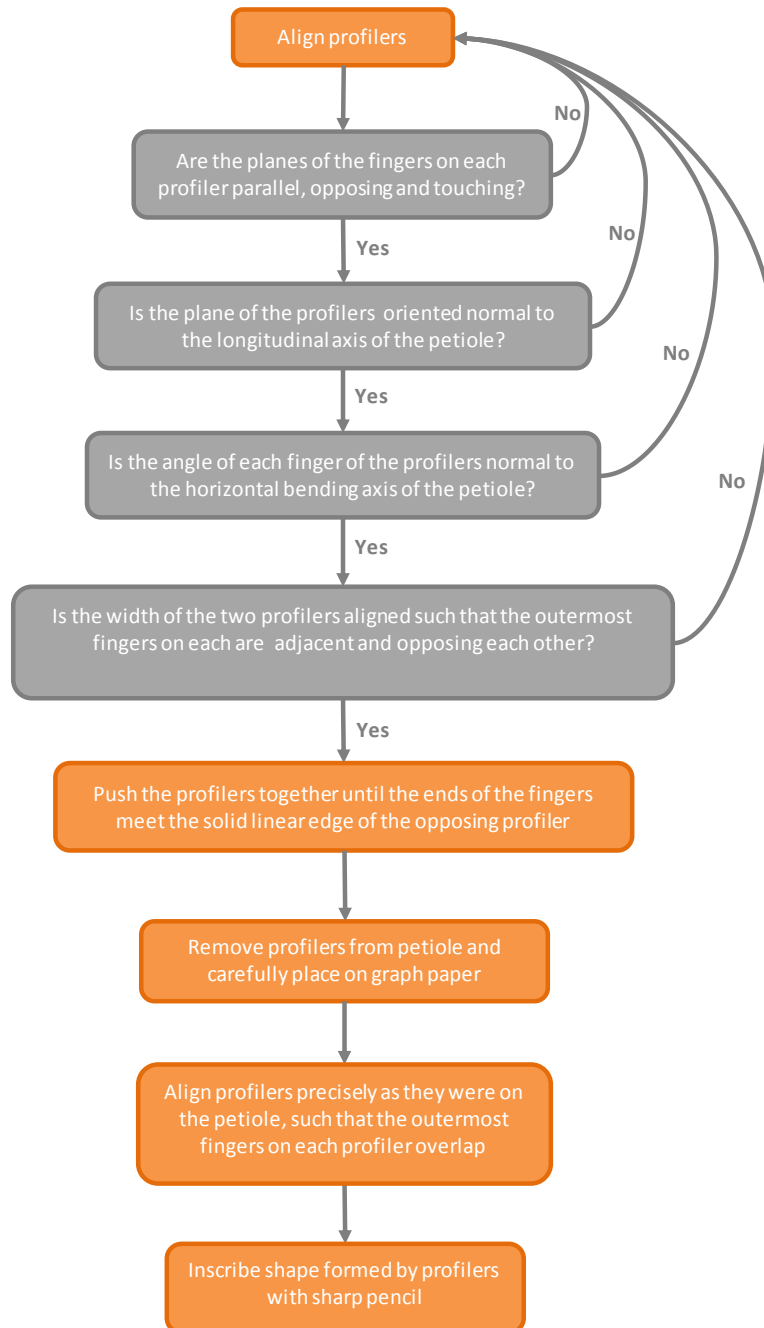 Align profilers
No
Are the planes of the fingers on each
profiler parallel, opposing and touching?
Yes
No
Is the plane of the profilers oriented normal to
the longitudinal axis of the petiole?
Yes
No
Is the angle of each finger of the profilers normal to
the horizontal bending axis of the petiole?
No
Yes
Is the width of the two profilers aligned such that the outermost
fingers on each are adjacent and opposing each other?
Yes
Push the profilers together until the ends of the fingers
meet the solid linear edge of the opposing profiler
Remove profilers from petiole and
carefully place on graph paper
Align profilers precisely as they were on
the petiole, such that the outermost
fingers on each profiler overlap
Inscribe shape formed by profilers
with sharp pencil